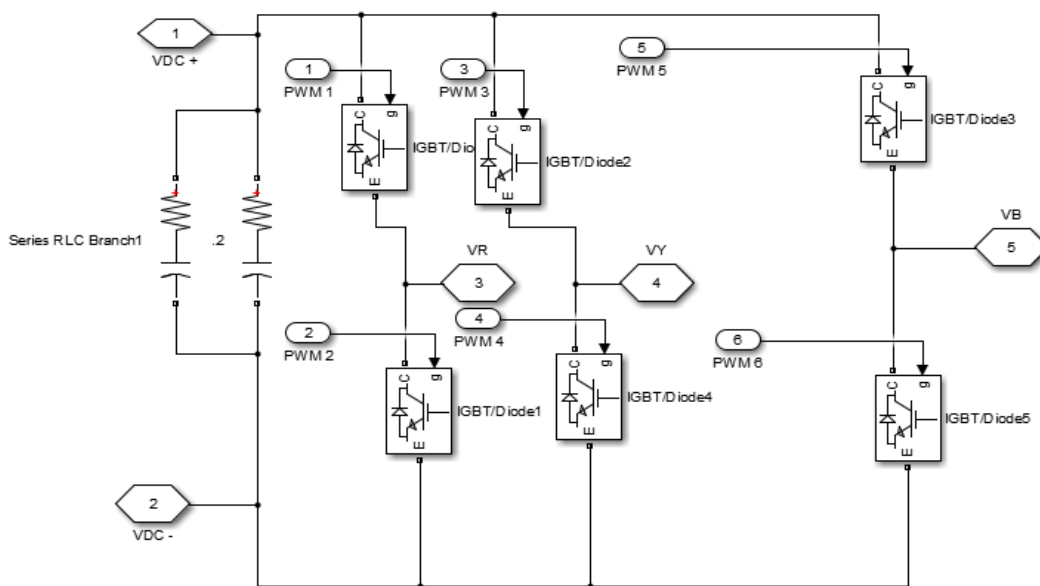 1
VDC +
1
PWM 1
3
PWM 3
5
PWM 5
C
g
E
IGBT/Dio
C
g
E
IGBT/Diode2
C
g
E
IGBT/Diode3
Series RLC Branch1
.2
VR
3
VY
4
VB
5
2
PWM 2
4
PWM 4
6
PWM 6
C
g
E
IGBT/Diode1
C
g
E
IGBT/Diode4
C
g
E
IGBT/Diode5
2
VDC -